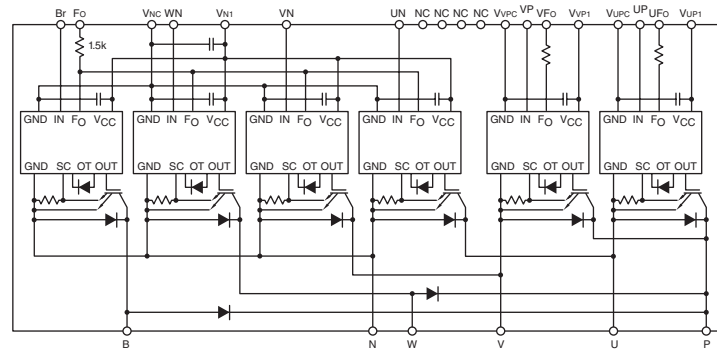 Br FO VNC WN VN1 VN UN NC NC NC NC VVPC VP VFO VVP1 VUPC UP UFO VUP1
1.5k
GND IN FO VCC GND IN FO VCC GND IN FO VCC GND IN FO VCC GND IN FO VCC GND IN FO VCC
GND SC OT OUT GND SC OT OUT GND SC OT OUT GND SC OT OUT GND SC OT OUT GND SC OT OUT
B N W V U P